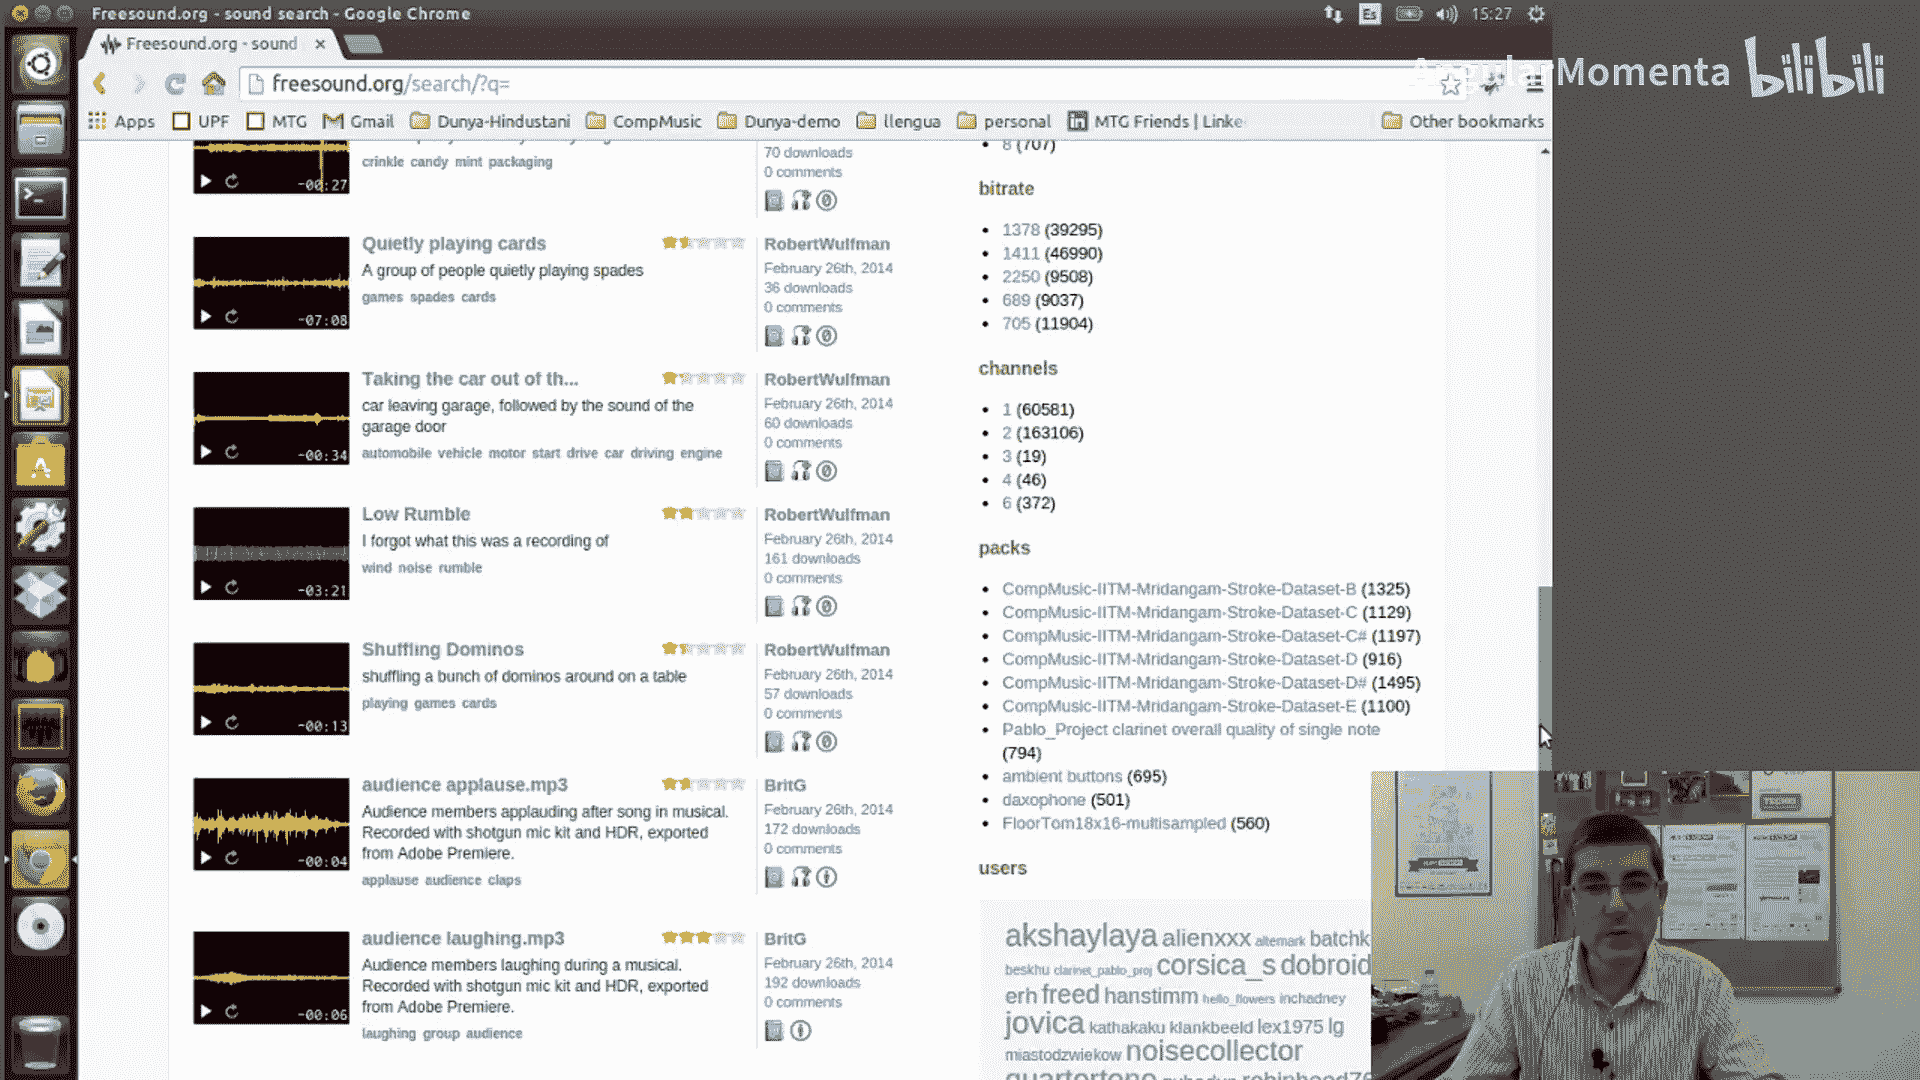 Freesound.org - sound search - Google Chrome
Es
15:27
Freesound.org - sound
freesound.org/search/?q=
AngularMomenta bilibili
Apps UPF MTG Gmail Dunya-Hindustani CompMusic Dunya-demo llengua personal MTG Friends | Linke Other bookmarks
crinkle candy mint packaging
-00:27
70 downloads
0 comments
Quietly playing cards
A group of people quietly playing spades
games spades cards
-07:08
RobertWulfman
February 26th, 2014
36 downloads
0 comments
Taking the car out of th...
car leaving garage, followed by the sound of the
garage door
automobile vehicle motor start drive car driving engine
-00:34
RobertWulfman
February 26th, 2014
60 downloads
0 comments
Low Rumble
I forgot what this was a recording of
wind noise rumble
-03:21
RobertWulfman
February 26th, 2014
161 downloads
0 comments
Shuffling Dominos
shuffling a bunch of dominos around on a table
playing games cards
-00:13
RobertWulfman
February 26th, 2014
57 downloads
0 comments
audience applause.mp3
Audience members applauding after song in musical.
Recorded with shotgun mic kit and HDR, exported
from Adobe Premiere.
applause audience claps
-00:04
BritG
February 26th, 2014
172 downloads
0 comments
audience laughing.mp3
Audience members laughing during a musical.
Recorded with shotgun mic kit and HDR, exported
from Adobe Premiere.
laughing group audience
-00:06
BritG
February 26th, 2014
192 downloads
0 comments
8 (707)
bitrate
1378 (39295)
1411 (46990)
2250 (9508)
689 (9037)
705 (11904)
channels
1 (60581)
2 (163106)
3 (19)
4 (46)
6 (372)
packs
CompMusic-IITM-Mridangam-Stroke-Dataset-B (1325)
CompMusic-IITM-Mridangam-Stroke-Dataset-C (1129)
CompMusic-IITM-Mridangam-Stroke-Dataset-C# (1197)
CompMusic-IITM-Mridangam-Stroke-Dataset-D (916)
CompMusic-IITM-Mridangam-Stroke-Dataset-D# (1495)
CompMusic-IITM-Mridangam-Stroke-Dataset-E (1100)
Pablo_Project clarinet overall quality of single note
(794)
ambient buttons (695)
daxophone (501)
FloorTom18x16-multisampled (560)
users
akshaylaya alienxxx altemark batchk
beskhu clarinet_pablo_proj corsica_s dobroid
erh freed hanstimm hello_flowers inchadney
jovica kathakaku klankbeeld lex1975 lg
miastodzwiekow noisecollector